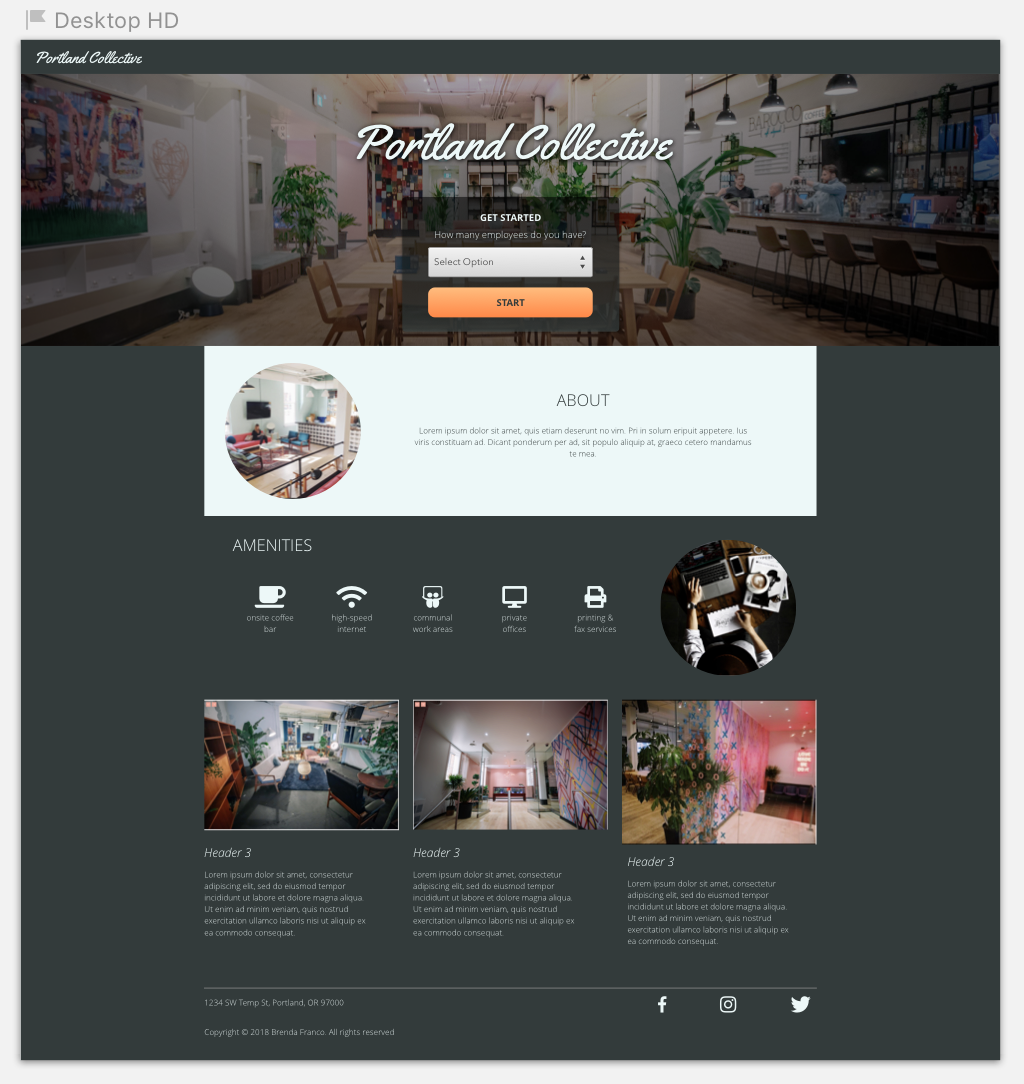 Desktop HD
Portland Collective
Portland Collective
GET STARTED
How many employees do you have?
Select Option
START
ABOUT
Lorem ipsum dolor sit amet, quis etiam deserunt no vim. Pri in solum eripuit appetere. Ius
viris constituam ad. Dicant ponderum per ad, sit populo aliquip at, graeco cetero mandamus
te mea.
AMENITIES
onsite coffee
bar
high-speed
internet
communal
work areas
private
offices
printing &
fax services
Header 3
Lorem ipsum dolor sit amet, consectetur
adipiscing elit, sed do eiusmod tempor
incididunt ut labore et dolore magna aliqua.
Ut enim ad minim veniam, quis nostrud
exercitation ullamco laboris nisi ut aliquip ex
ea commodo consequat.
Header 3
Lorem ipsum dolor sit amet, consectetur
adipiscing elit, sed do eiusmod tempor
incididunt ut labore et dolore magna aliqua.
Ut enim ad minim veniam, quis nostrud
exercitation ullamco laboris nisi ut aliquip ex
ea commodo consequat.
Header 3
Lorem ipsum dolor sit amet, consectetur
adipiscing elit, sed do eiusmod tempor
incididunt ut labore et dolore magna aliqua.
Ut enim ad minim veniam, quis nostrud
exercitation ullamco laboris nisi ut aliquip ex
ea commodo consequat.
1234 SW Temp St, Portland, OR 97000
Copyright © 2018 Brenda Franco. All rights reserved